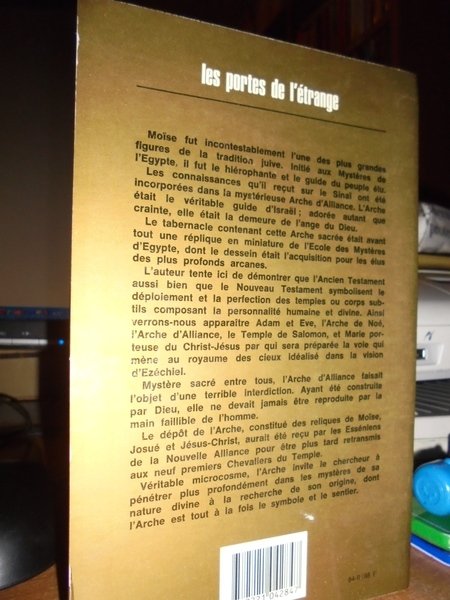 les portes de l'étrange
Moïse fut incontestablement l'une des plus grandes
figures de la tradition juive. Initié aux Mystères de
l'Egypte, il fut le hiérophante et le guide du peuple élu.
Les connaissances qu'il reçut sur le Sinaï ont été
incorporées dans la mystérieuse Arche d'Alliance. L'Arche
était le véritable guide d'Israël ; adorée autant que
crainte, elle était la demeure de l'ange du Dieu.
Le tabernacle contenant cette Arche sacrée était avant
tout une réplique en miniature de l'Ecole des Mystères
d'Egypte, dont le dessein était l'acquisition pour les élus
des plus profonds arcanes.
L'auteur tente ici de démontrer que l'Ancien Testament
aussi bien que le Nouveau Testament symbolisent le
déploiement et la perfection des temples ou corps sub-
tils composant la personnalité humaine et divine. Ainsi
verrons-nous apparaître Adam et Eve, l'Arche de Noé,
l'Arche d'Alliance, le Temple de Salomon, et Marie por-
teuse du Christ-Jésus par qui sera préparée la voie qui
mène au royaume des cieux idéalisé dans la vision
d'Ezéchiel.
Mystère sacré entre tous, l'Arche d'Alliance faisait
l'objet d'une terrible interdiction. Ayant été construite
par Dieu, elle ne devait jamais être reproduite par la
main faillible de l'homme.
Le dépôt de l'Arche, constitué des reliques de Moïse,
Josué et Jésus-Christ, aurait été reçu par les Esséniens
de la Nouvelle Alliance pour être plus tard retransmis
aux neuf premiers Chevaliers du Temple.
Véritable microcosme, l'Arche invite le chercheur à
pénétrer plus profondément dans les mystères de sa
nature divine à la recherche de son origine, dont
l'Arche est tout à la fois le symbole et le sentier.